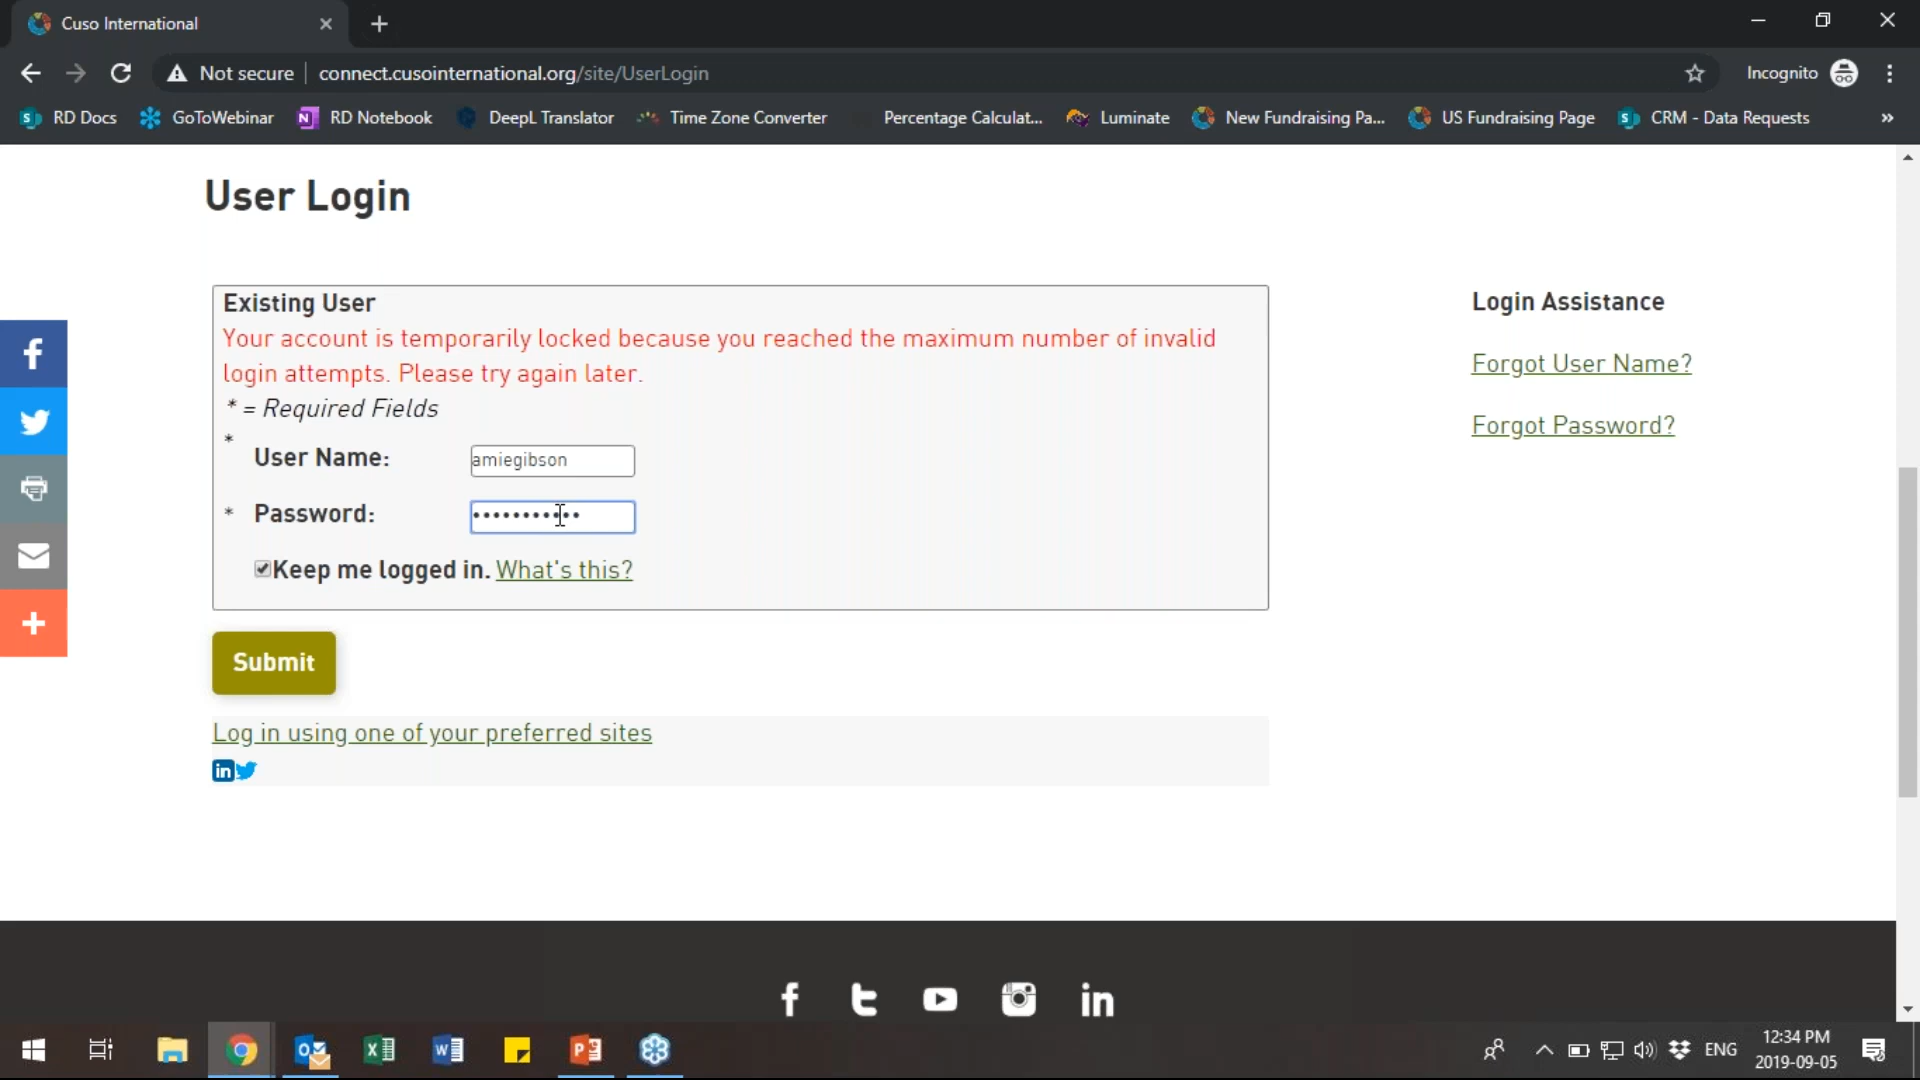 Cuso International
Not secure connect.cusointernational.org/site/UserLogin Incognito
RD Docs GoToWebinar RD Notebook DeepL Translator Time Zone Converter Percentage Calculat... Luminate New Fundraising Pa... US Fundraising Page CRM - Data Requests »
User Login
Existing User
Your account is temporarily locked because you reached the maximum number of invalid
login attempts. Please try again later.
* = Required Fields
*
User Name: amiegibson
* Password: •••••••••••
Keep me logged in. What's this?
Submit
Log in using one of your preferred sites
Login Assistance
Forgot User Name?
Forgot Password?
ENG
12:34 PM
2019-09-05